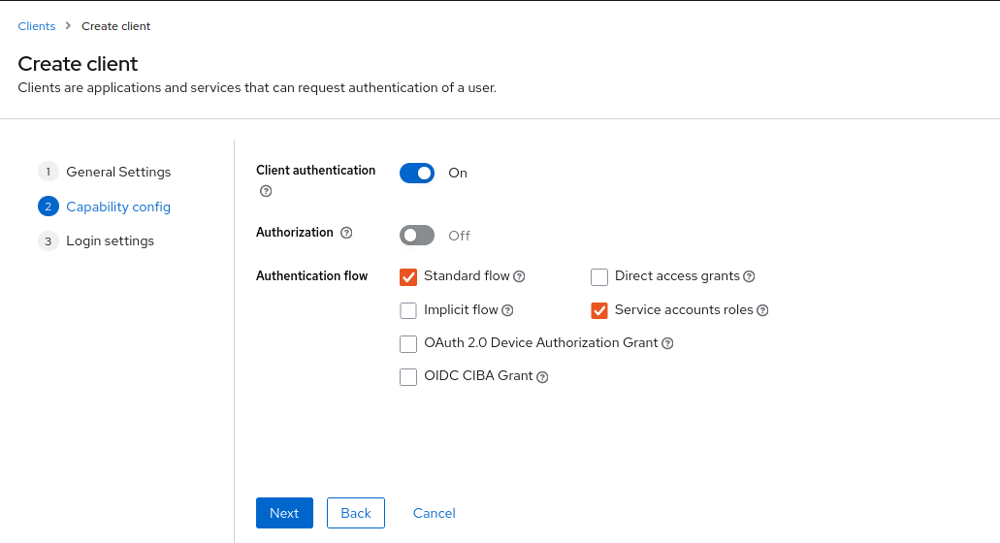 Clients > Create client
Create client
Clients are applications and services that can request authentication of a user.
1 General Settings
2 Capability config
3 Login settings
Client authentication ? On
Authorization ? Off
Authentication flow
Standard flow ? Direct access grants ?
Implicit flow ? Service accounts roles ?
OAuth 2.0 Device Authorization Grant ?
OIDC CIBA Grant ?
Next Back Cancel